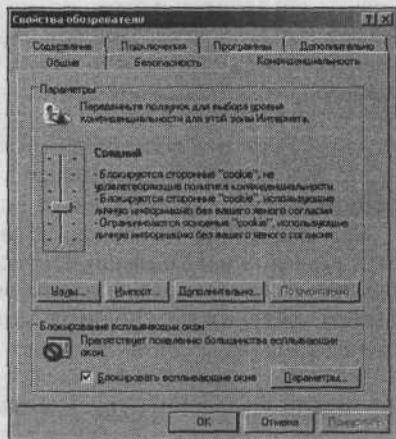 Свойства обозревателя
Содержание Подключения Программы Дополнительно
Общие Безопасность Конфиденциальность
Параметры
Передвиньте ползунок для выбора уровня
конфиденциальности для этой зоны Интернета.
Средний
- Блокируются сторонние "cookie", не
удовлетворяющие политике конфиденциальности
- Блокируются сторонние "cookie", использующие
личную информацию без вашего явного согласия
- Ограничиваются основные "cookie", использующие
личную информацию без вашего явного согласия
Узлы... Импорт... Дополнительно... По умолчанию
Блокирование всплывающих окон
Препятствует появлению большинства всплывающих
окон.
Блокировать всплывающие окна Параметры...
OK Отмена Применить